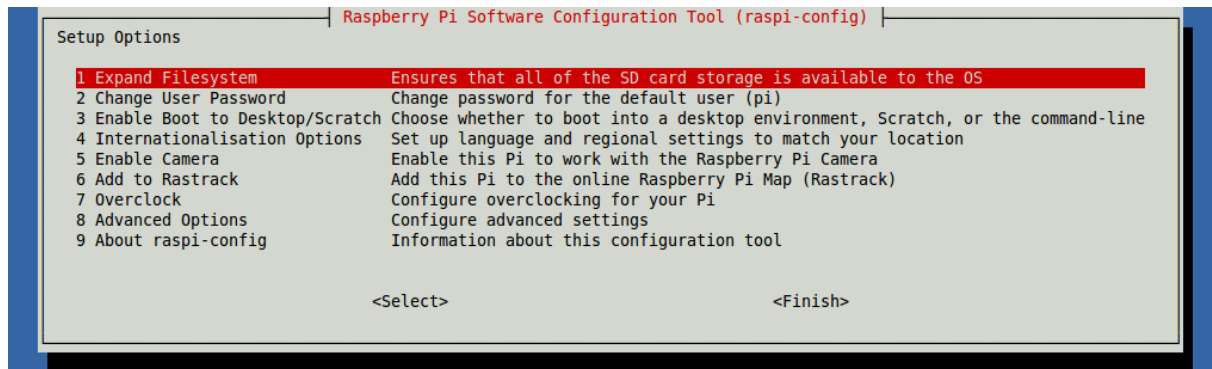 Raspberry Pi Software Configuration Tool (raspi-config)
Setup Options
1 Expand Filesystem Ensures that all of the SD card storage is available to the OS
2 Change User Password Change password for the default user (pi)
3 Enable Boot to Desktop/Scratch Choose whether to boot into a desktop environment, Scratch, or the command-line
4 Internationalisation Options Set up language and regional settings to match your location
5 Enable Camera Enable this Pi to work with the Raspberry Pi Camera
6 Add to Rastrack Add this Pi to the online Raspberry Pi Map (Rastrack)
7 Overclock Configure overclocking for your Pi
8 Advanced Options Configure advanced settings
9 About raspi-config Information about this configuration tool
<Select> <Finish>